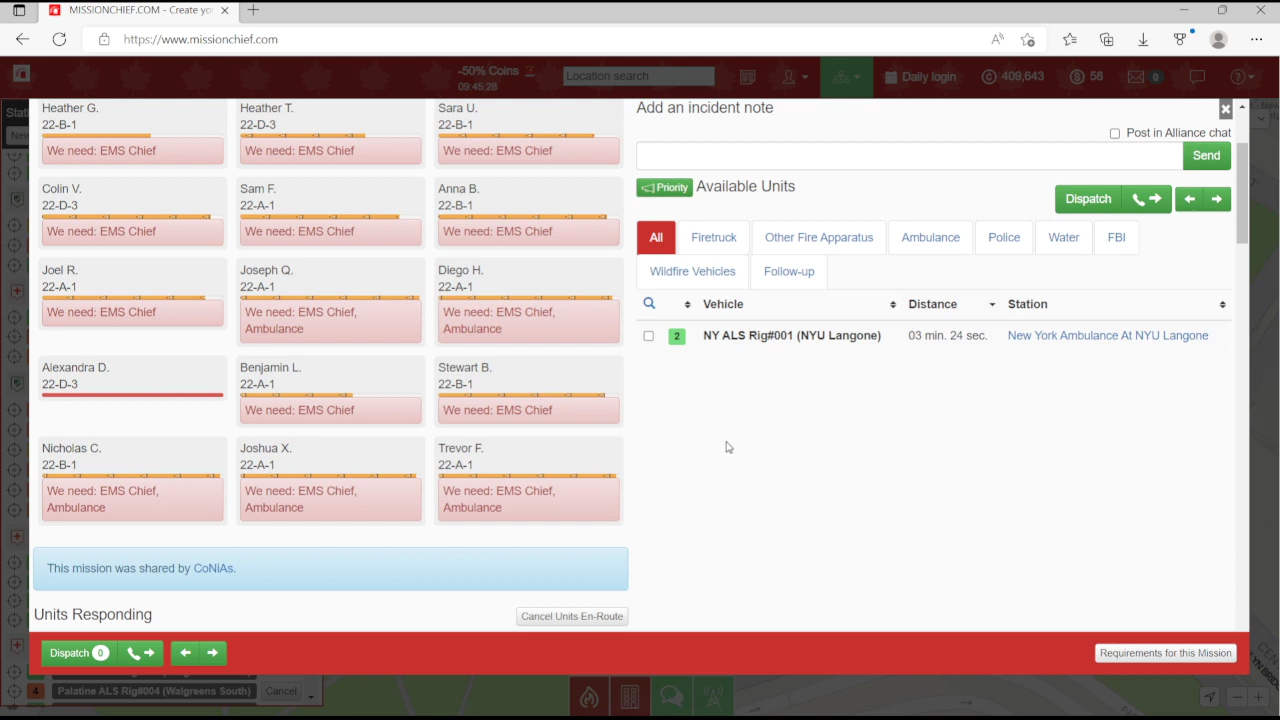 MISSIONCHIEF.COM - Create yo
https://www.missionchief.com
-50% Coins
09:45:28
Location search
Daily login
409,643
58
0
Stati
New
Heather G.
22-B-1
We need: EMS Chief
Heather T.
22-D-3
We need: EMS Chief
Sara U.
22-B-1
We need: EMS Chief
Colin V.
22-D-3
We need: EMS Chief
Sam F.
22-A-1
We need: EMS Chief
Anna B.
22-B-1
We need: EMS Chief
Joel R.
22-A-1
We need: EMS Chief
Joseph Q.
22-A-1
We need: EMS Chief,
Ambulance
Diego H.
22-A-1
We need: EMS Chief,
Ambulance
Alexandra D.
22-D-3
Benjamin L.
22-A-1
We need: EMS Chief
Stewart B.
22-B-1
We need: EMS Chief
Nicholas C.
22-B-1
We need: EMS Chief,
Ambulance
Joshua X.
22-A-1
We need: EMS Chief,
Ambulance
Trevor F.
22-A-1
We need: EMS Chief,
Ambulance
This mission was shared by CoNiAs.
Units Responding
Cancel Units En-Route
Add an incident note
Post in Alliance chat
Send
Priority Available Units
Dispatch
All Firetruck Other Fire Apparatus Ambulance Police Water FBI
Wildfire Vehicles Follow-up
Vehicle Distance Station
2 NY ALS Rig#001 (NYU Langone) 03 min. 24 sec. New York Ambulance At NYU Langone
Dispatch 0
Requirements for this Mission
4 Palatine ALS Rig#004 (Walgreens South) Cancel